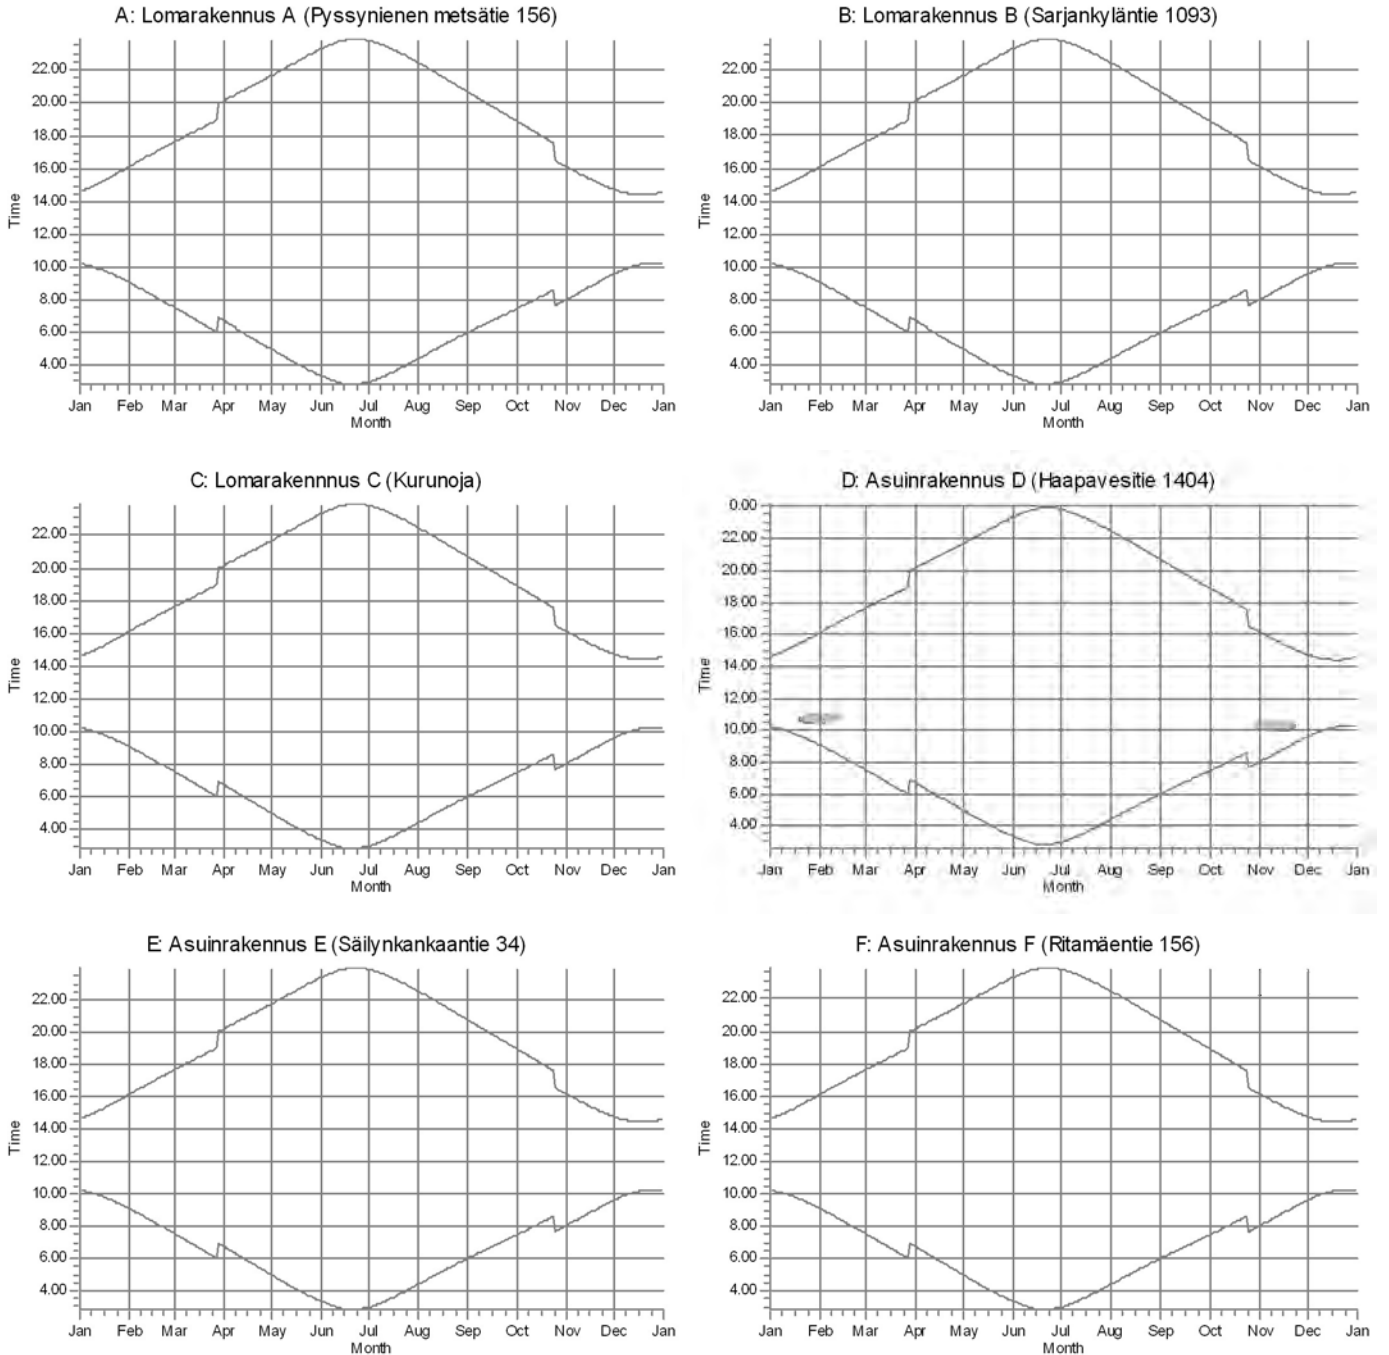 A: Lomarakennus A (Pyssynienen metsätie 156)
22.00
20.00
18.00
16.00
14.00
12.00
10.00
8.00
6.00
4.00
Time
Jan Feb Mar Apr May Jun Jul Aug Sep Oct Nov Dec Jan
Month
B: Lomarakennus B (Sarjankyläntie 1093)
22.00
20.00
18.00
16.00
14.00
12.00
10.00
8.00
6.00
4.00
Time
Jan Feb Mar Apr May Jun Jul Aug Sep Oct Nov Dec Jan
Month
C: Lomarakennnus C (Kurunoja)
22.00
20.00
18.00
16.00
14.00
12.00
10.00
8.00
6.00
4.00
Time
Jan Feb Mar Apr May Jun Jul Aug Sep Oct Nov Dec Jan
Month
D: Asuinrakennus D (Haapavesitie 1404)
0.00
22.00
20.00
18.00
16.00
14.00
12.00
10.00
8.00
6.00
4.00
Time
Jan Feb Mar Apr May Jun Jul Aug Sep Oct Nov Dec Jan
Month
E: Asuinrakennus E (Säilynkankaantie 34)
22.00
20.00
18.00
16.00
14.00
12.00
10.00
8.00
6.00
4.00
Time
Jan Feb Mar Apr May Jun Jul Aug Sep Oct Nov Dec Jan
Month
F: Asuinrakennus F (Ritamäentie 156)
22.00
20.00
18.00
16.00
14.00
12.00
10.00
8.00
6.00
4.00
Time
Jan Feb Mar Apr May Jun Jul Aug Sep Oct Nov Dec Jan
Month